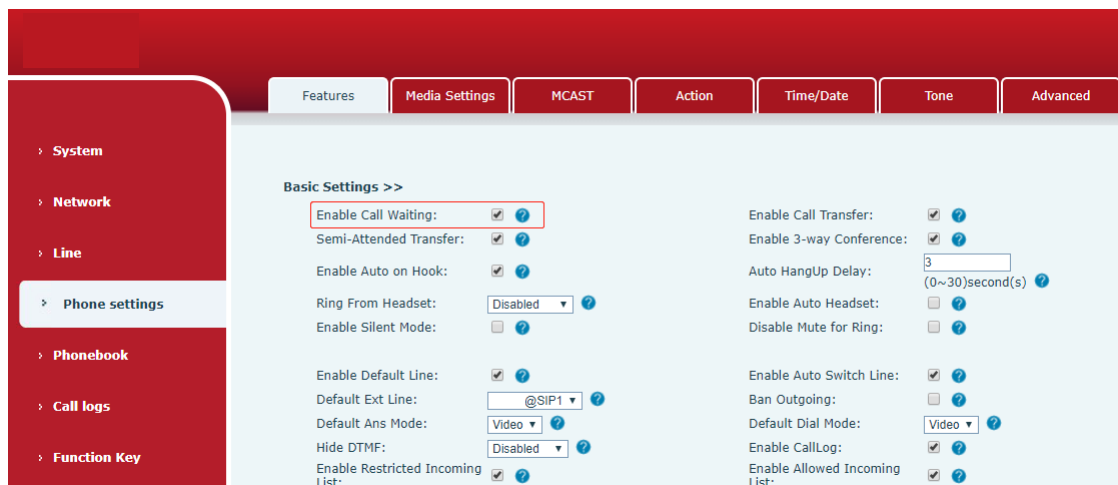 Features Media Settings MCAST Action Time/Date Tone Advanced
› System
› Network
› Line
› Phone settings
› Phonebook
› Call logs
› Function Key
Basic Settings >>
Enable Call Waiting: ? Enable Call Transfer: ?
Semi-Attended Transfer: ? Enable 3-way Conference: ?
Enable Auto on Hook: ? Auto HangUp Delay: 3
(0~30)second(s) ?
Ring From Headset: Disabled ▼ ? Enable Auto Headset: ?
Enable Silent Mode: ? Disable Mute for Ring: ?
Enable Default Line: ? Enable Auto Switch Line: ?
Default Ext Line: @SIP1 ▼ ? Ban Outgoing: ?
Default Ans Mode: Video ▼ ? Default Dial Mode: Video ▼ ?
Hide DTMF: Disabled ▼ ? Enable CallLog: ?
Enable Restricted Incoming
List: ?
Enable Allowed Incoming
List: ?